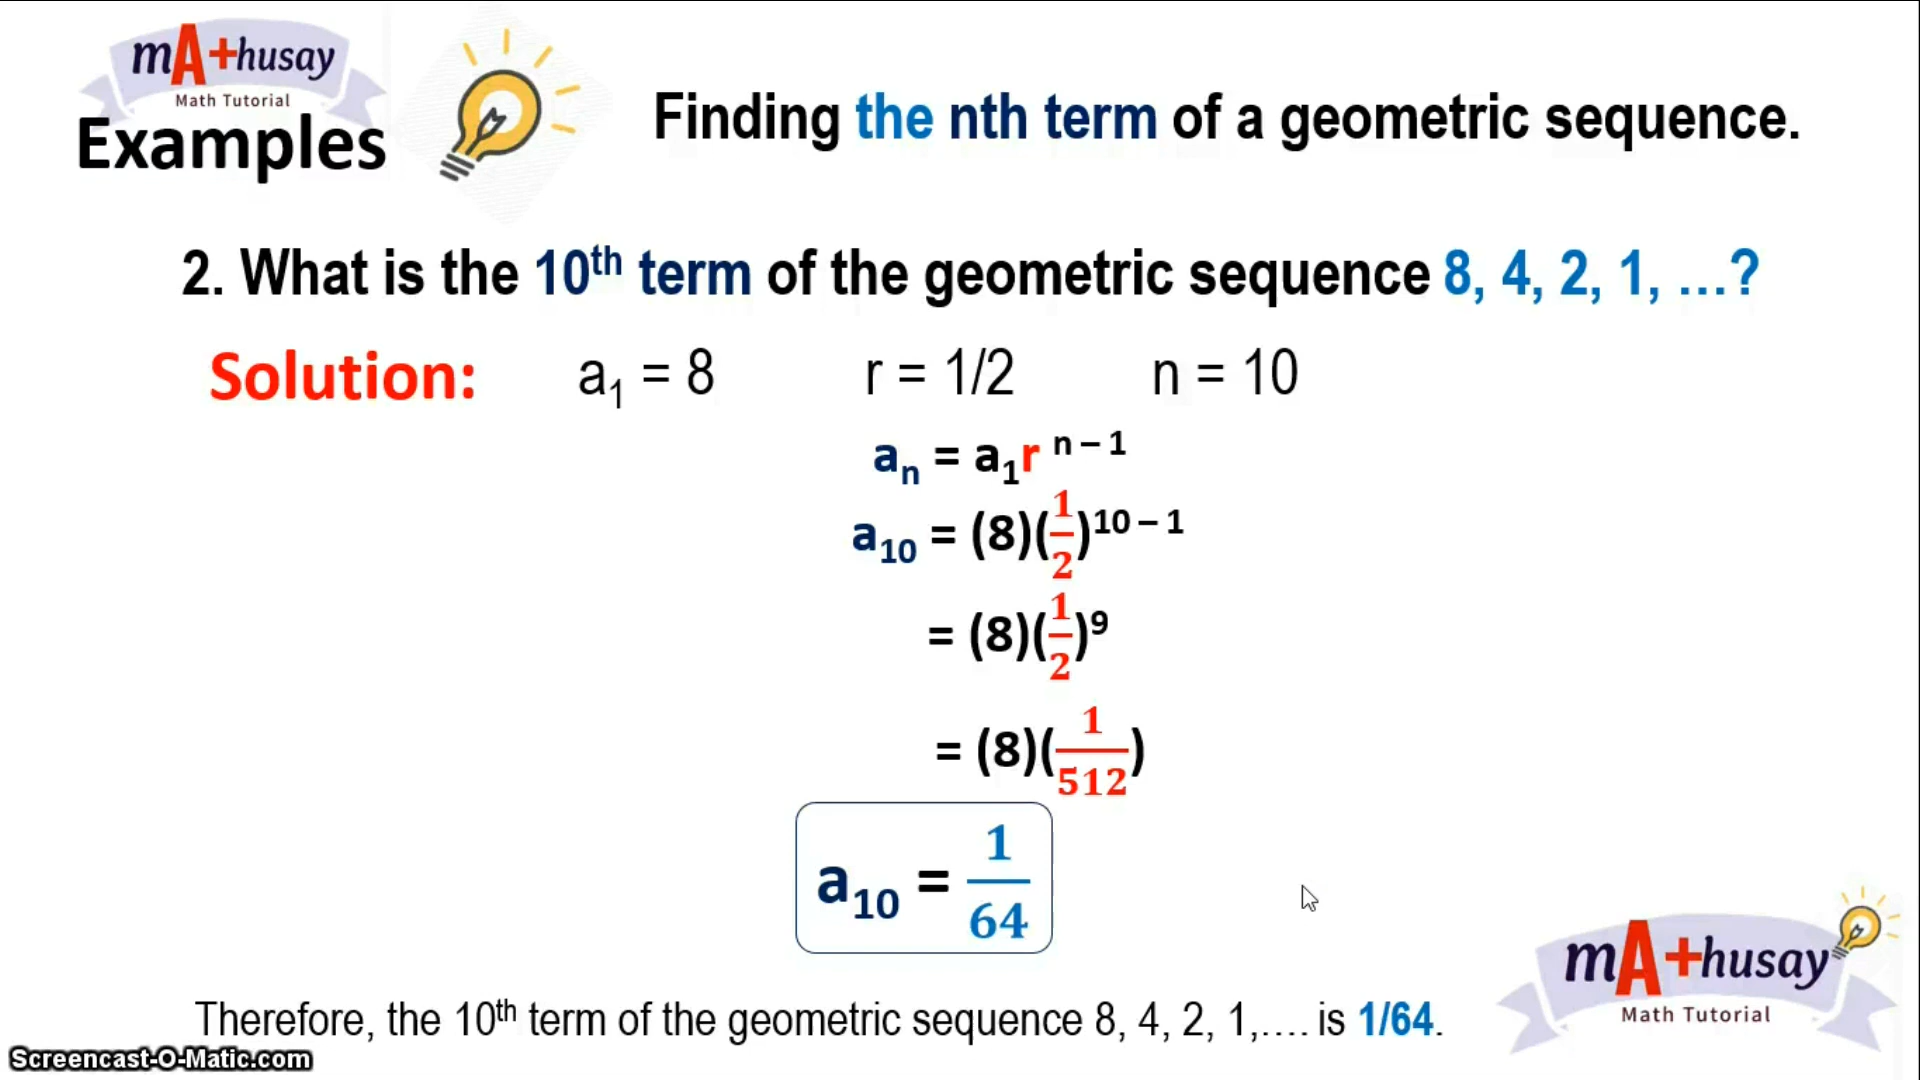 mA+husay
Math Tutorial
Examples
Finding the nth term of a geometric sequence.
2. What is the 10th term of the geometric sequence 8, 4, 2, 1, …?
Solution: a₁ = 8 r = 1/2 n = 10
aₙ = a₁r ⁿ ⁻ ¹
a₁₀ = (8)(1/2)¹⁰ ⁻ ¹
= (8)(1/2)⁹
= (8)(1/512)
a₁₀ = 1/64
Therefore, the 10th term of the geometric sequence 8, 4, 2, 1,…. is 1/64.
mA+husay
Math Tutorial
Screencast-O-Matic.com